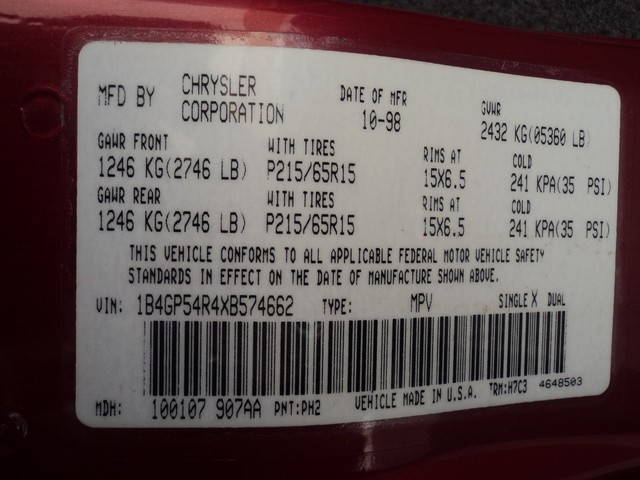 MFD BY CHRYSLER CORPORATION DATE OF MFR 10-98 GVWR 2432 KG(05360 LB)
GAWR FRONT WITH TIRES RIMS AT COLD
1246 KG(2746 LB) P215/65R15 15X6.5 241 KPA(35 PSI)
GAWR REAR WITH TIRES RIMS AT COLD
1246 KG(2746 LB) P215/65R15 15X6.5 241 KPA(35 PSI)
THIS VEHICLE CONFORMS TO ALL APPLICABLE FEDERAL MOTOR VEHICLE SAFETY
STANDARDS IN EFFECT ON THE DATE OF MANUFACTURE SHOWN ABOVE.
VIN: 1B4GP54R4XB574662 TYPE: MPV SINGLE X DUAL
MDH: 100107 907AA PNT:PH2 VEHICLE MADE IN U.S.A. TRM:H7C3 4648503